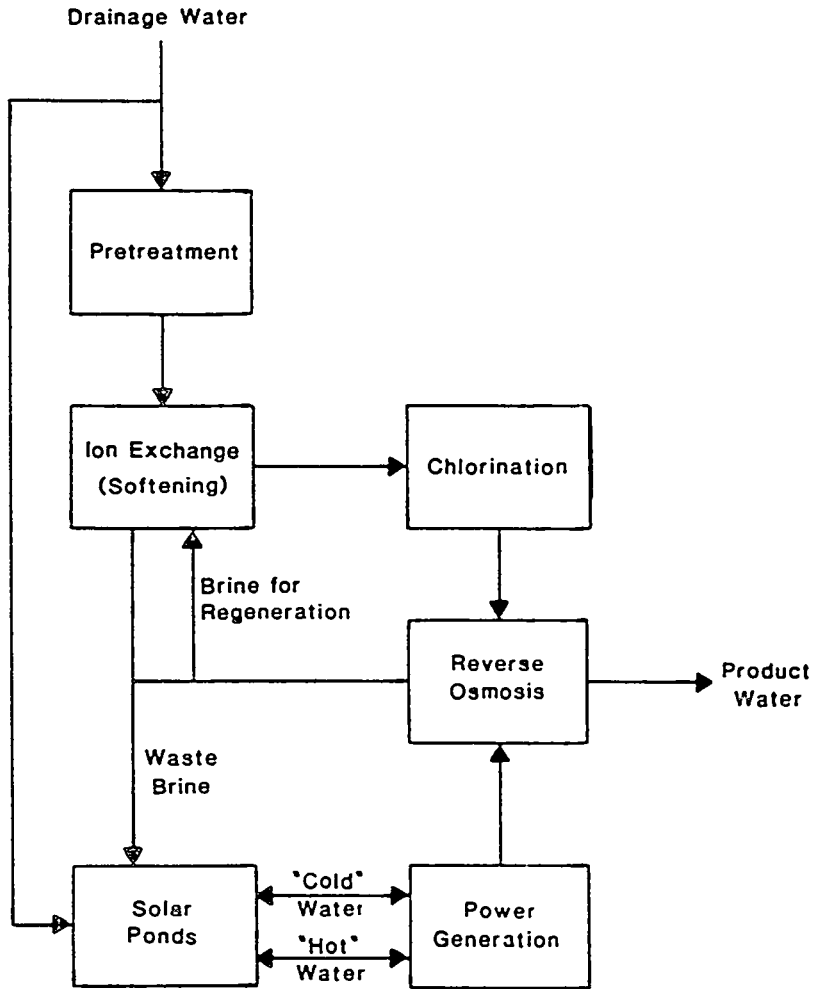 Drainage Water
Pretreatment
Ion Exchange
(Softening)
Chlorination
Brine for
Regeneration
Reverse
Osmosis
Product
Water
Waste
Brine
Solar
Ponds
"Cold"
Water
"Hot"
Water
Power
Generation